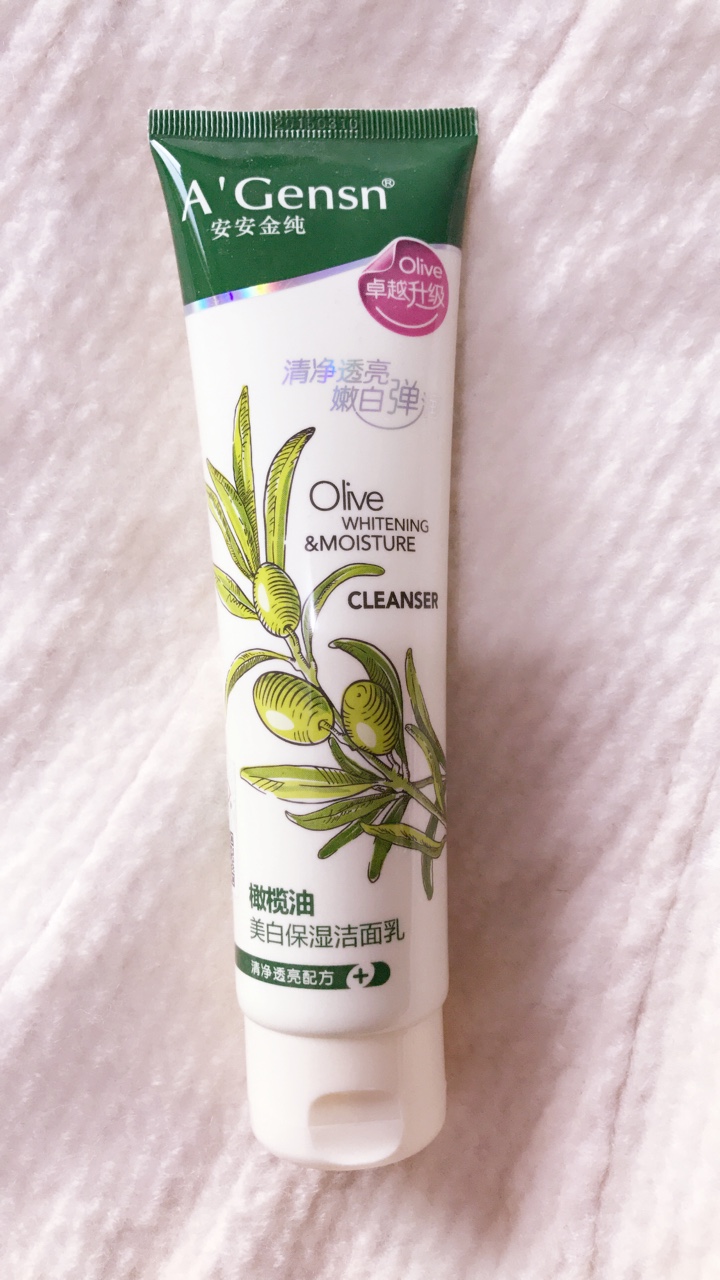 A'Gensn®
安安金纯
Olive
卓越升级
清净透亮
嫩白弹
Olive
WHITENING
&MOISTURE
CLEANSER
橄榄油
美白保湿洁面乳
清净透亮配方